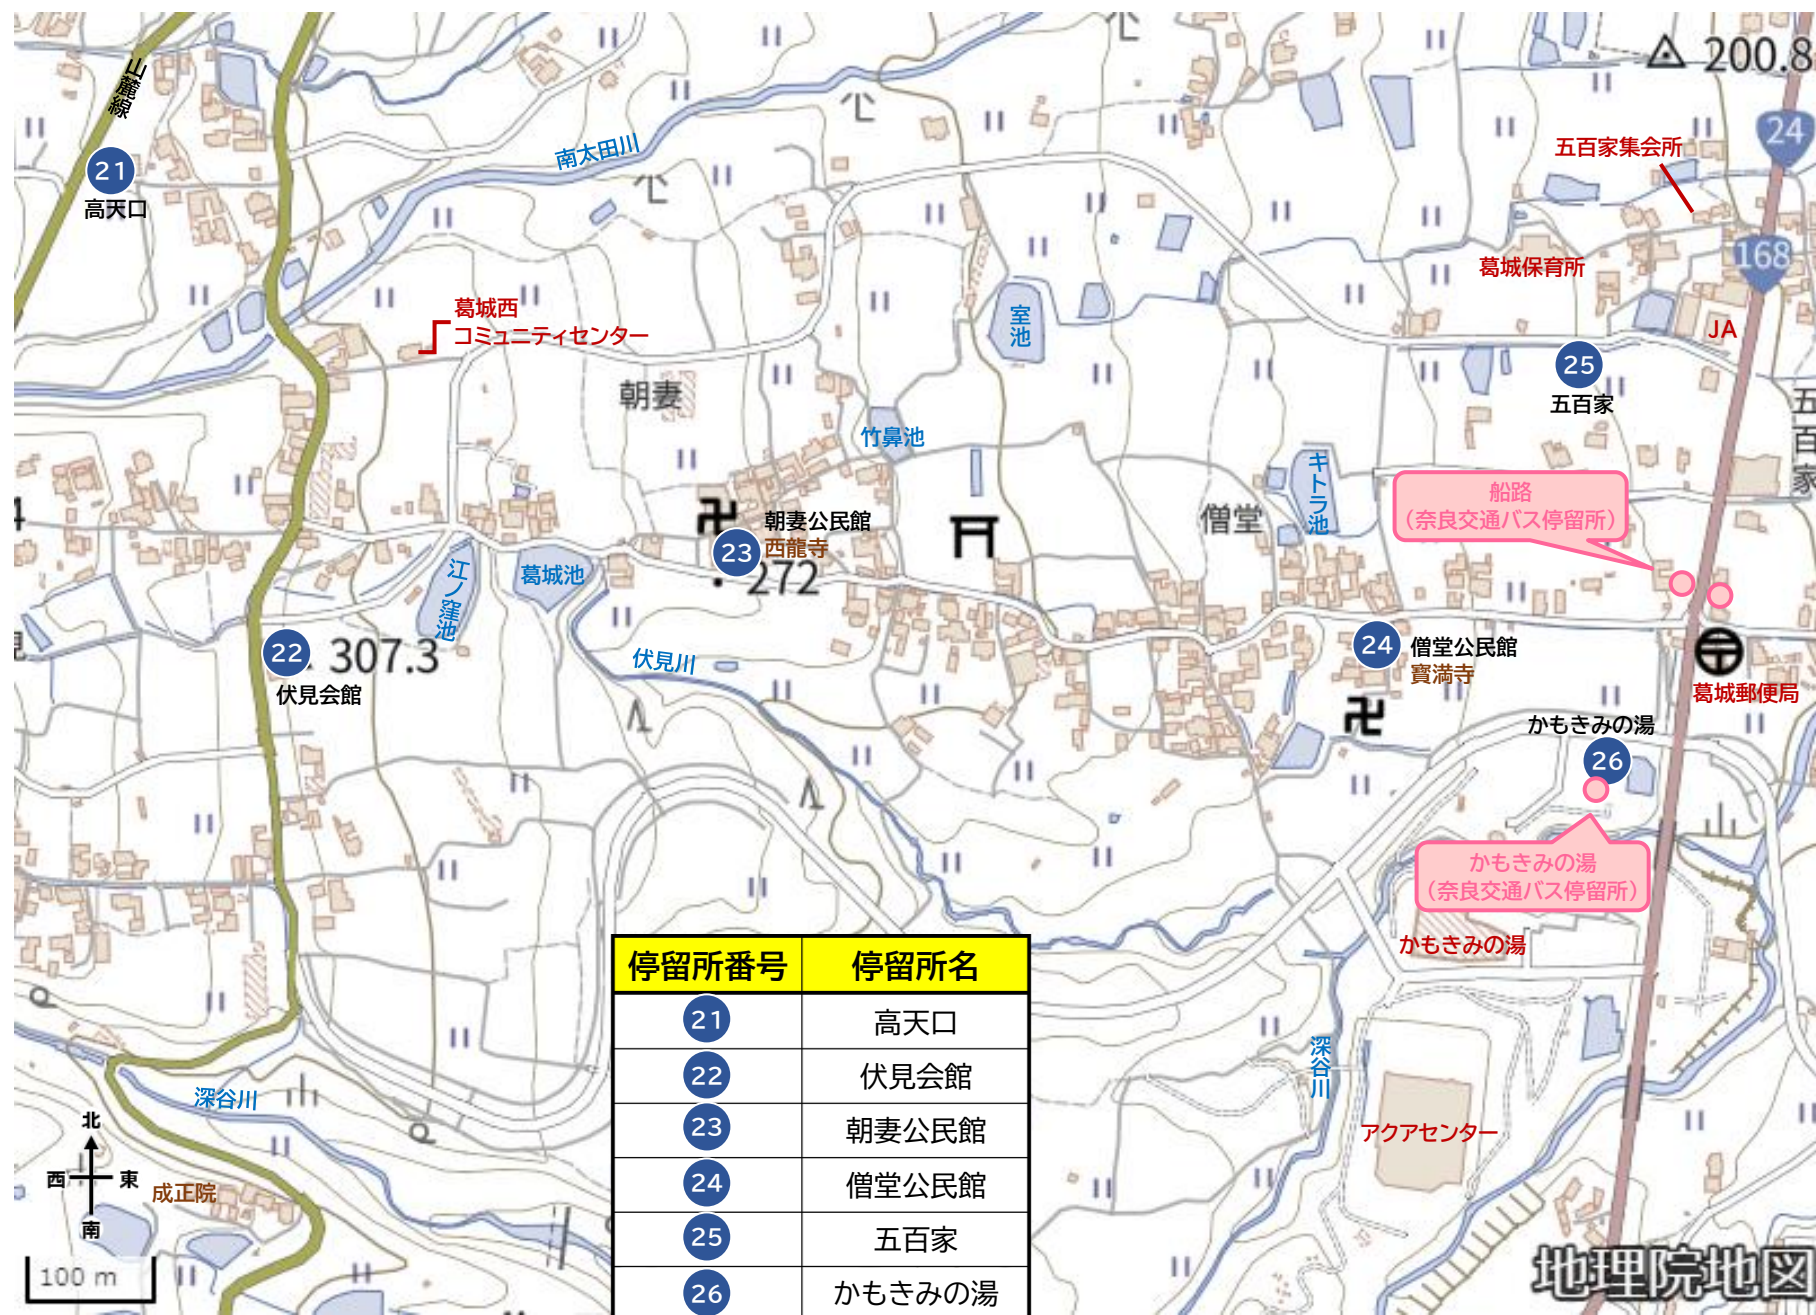 山麓線
21
高天口
南太田川
200.8
24
五百家集会所
168
葛城保育所
JA
葛城西
コミュニティセンター
室池
25
五百家
五百家
朝妻
竹鼻池
キトラ池
僧堂
船路
（奈良交通バス停留所）
4
朝妻公民館
23
西龍寺
272
江ノ窪池
葛城池
22
307.3
伏見会館
伏見川
24
僧堂公民館
寳満寺
葛城郵便局
かもきみの湯
26
かもきみの湯
（奈良交通バス停留所）
かもきみの湯
深谷川
アクアセンター
深谷川
北
西
東
南
成正院
100 m
停留所番号 停留所名
21 高天口
22 伏見会館
23 朝妻公民館
24 僧堂公民館
25 五百家
26 かもきみの湯
地理院地図